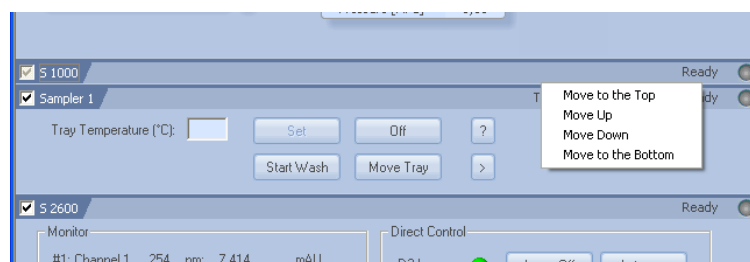 S 1000 Ready
Sampler 1 T
Move to the Top
Move Up
Move Down
Move to the Bottom
Tray Temperature (°C): Set Off ?
Start Wash Move Tray >
S 2600 Ready
Monitor Direct Control
#1: Channel 1 254 nm: 7,414 mAU